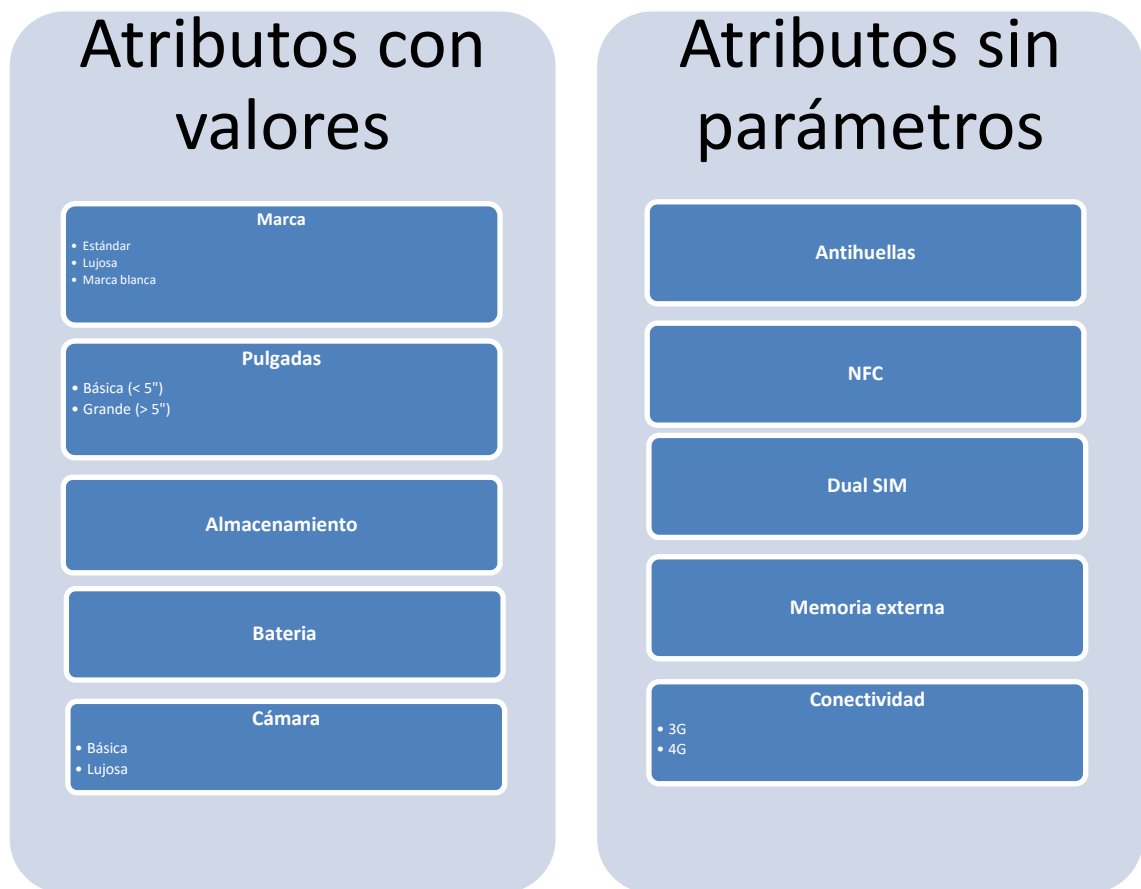 Atributos con
valores
Marca
• Estándar
• Lujosa
• Marca blanca
Pulgadas
• Básica (< 5")
• Grande (> 5")
Almacenamiento
Bateria
Cámara
• Básica
• Lujosa
Atributos sin
parámetros
Antihuellas
NFC
Dual SIM
Memoria externa
Conectividad
• 3G
• 4G